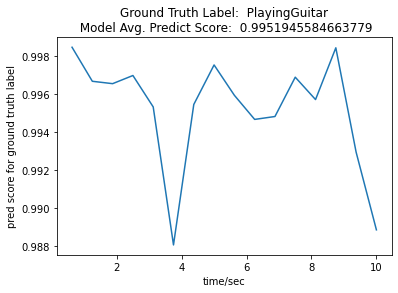 Ground Truth Label:  PlayingGuitar
Model Avg. Predict Score:  0.9951945584663779
0.998
0.996
0.994
0.992
0.990
0.988
pred score for ground truth label
2
4
6
8
10
time/sec